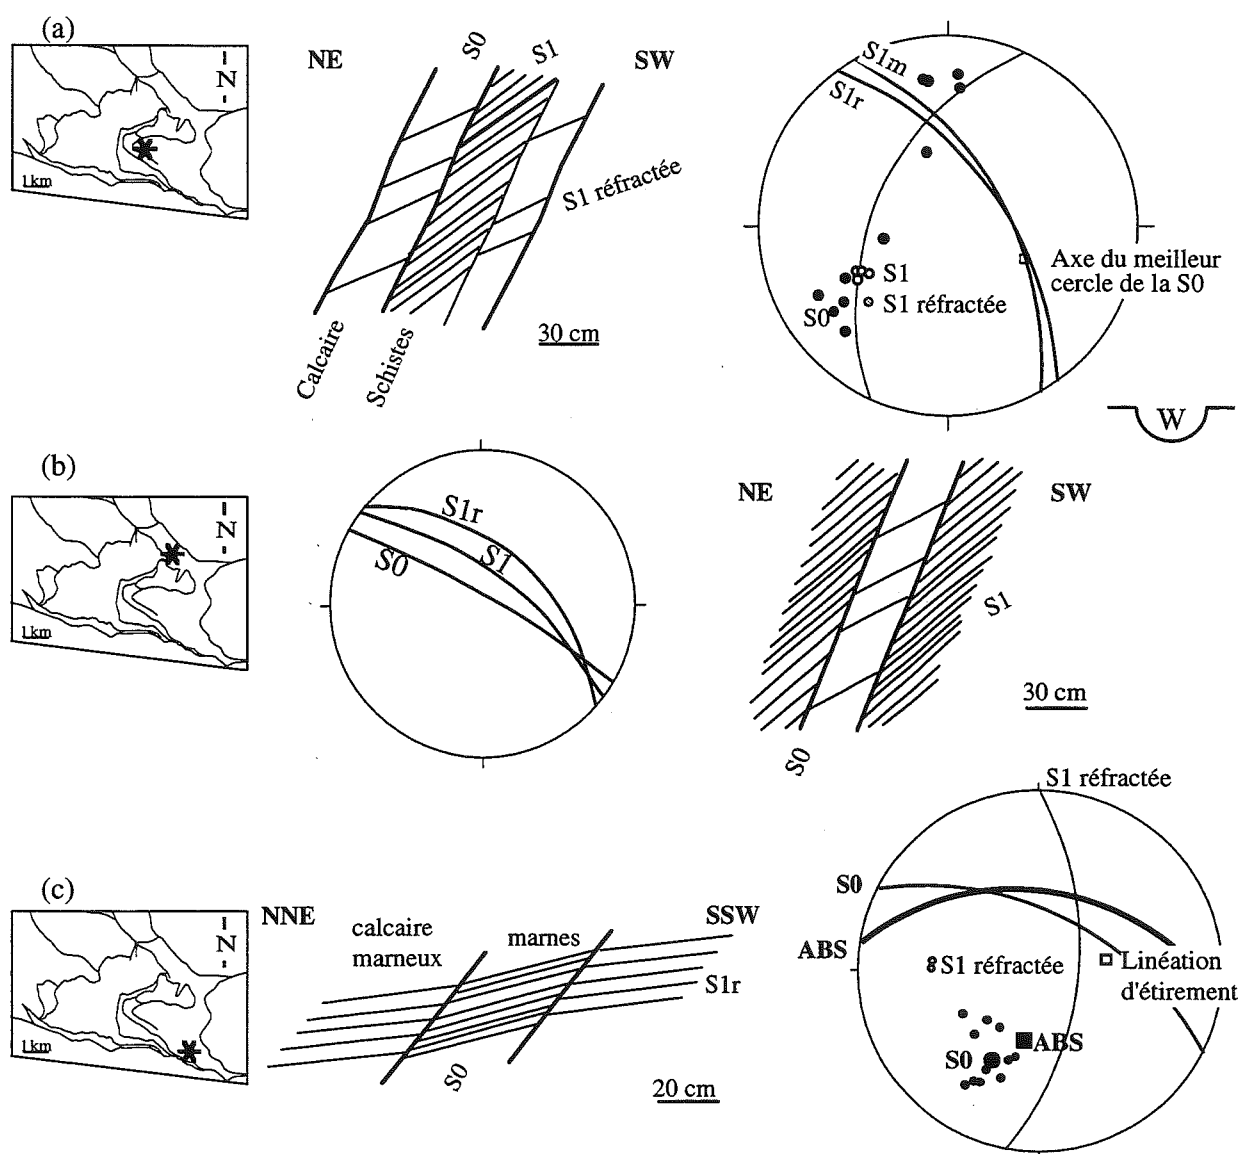 (a)
N
1km
NE
S0
S1
SW
S1 réfractée
Calcaire
Schistes
30 cm
S1m
S1r
S1
S0
S1 réfractée
Axe du meilleur
cercle de la S0
W
(b)
N
1km
S1r
S1
S0
NE
SW
S1
S0
30 cm
(c)
N
1km
NNE
calcaire
marneux
marnes
SSW
S1r
S0
20 cm
S1 réfractée
S0
ABS
S1 réfractée
Linéation
d'étirement
ABS
S0